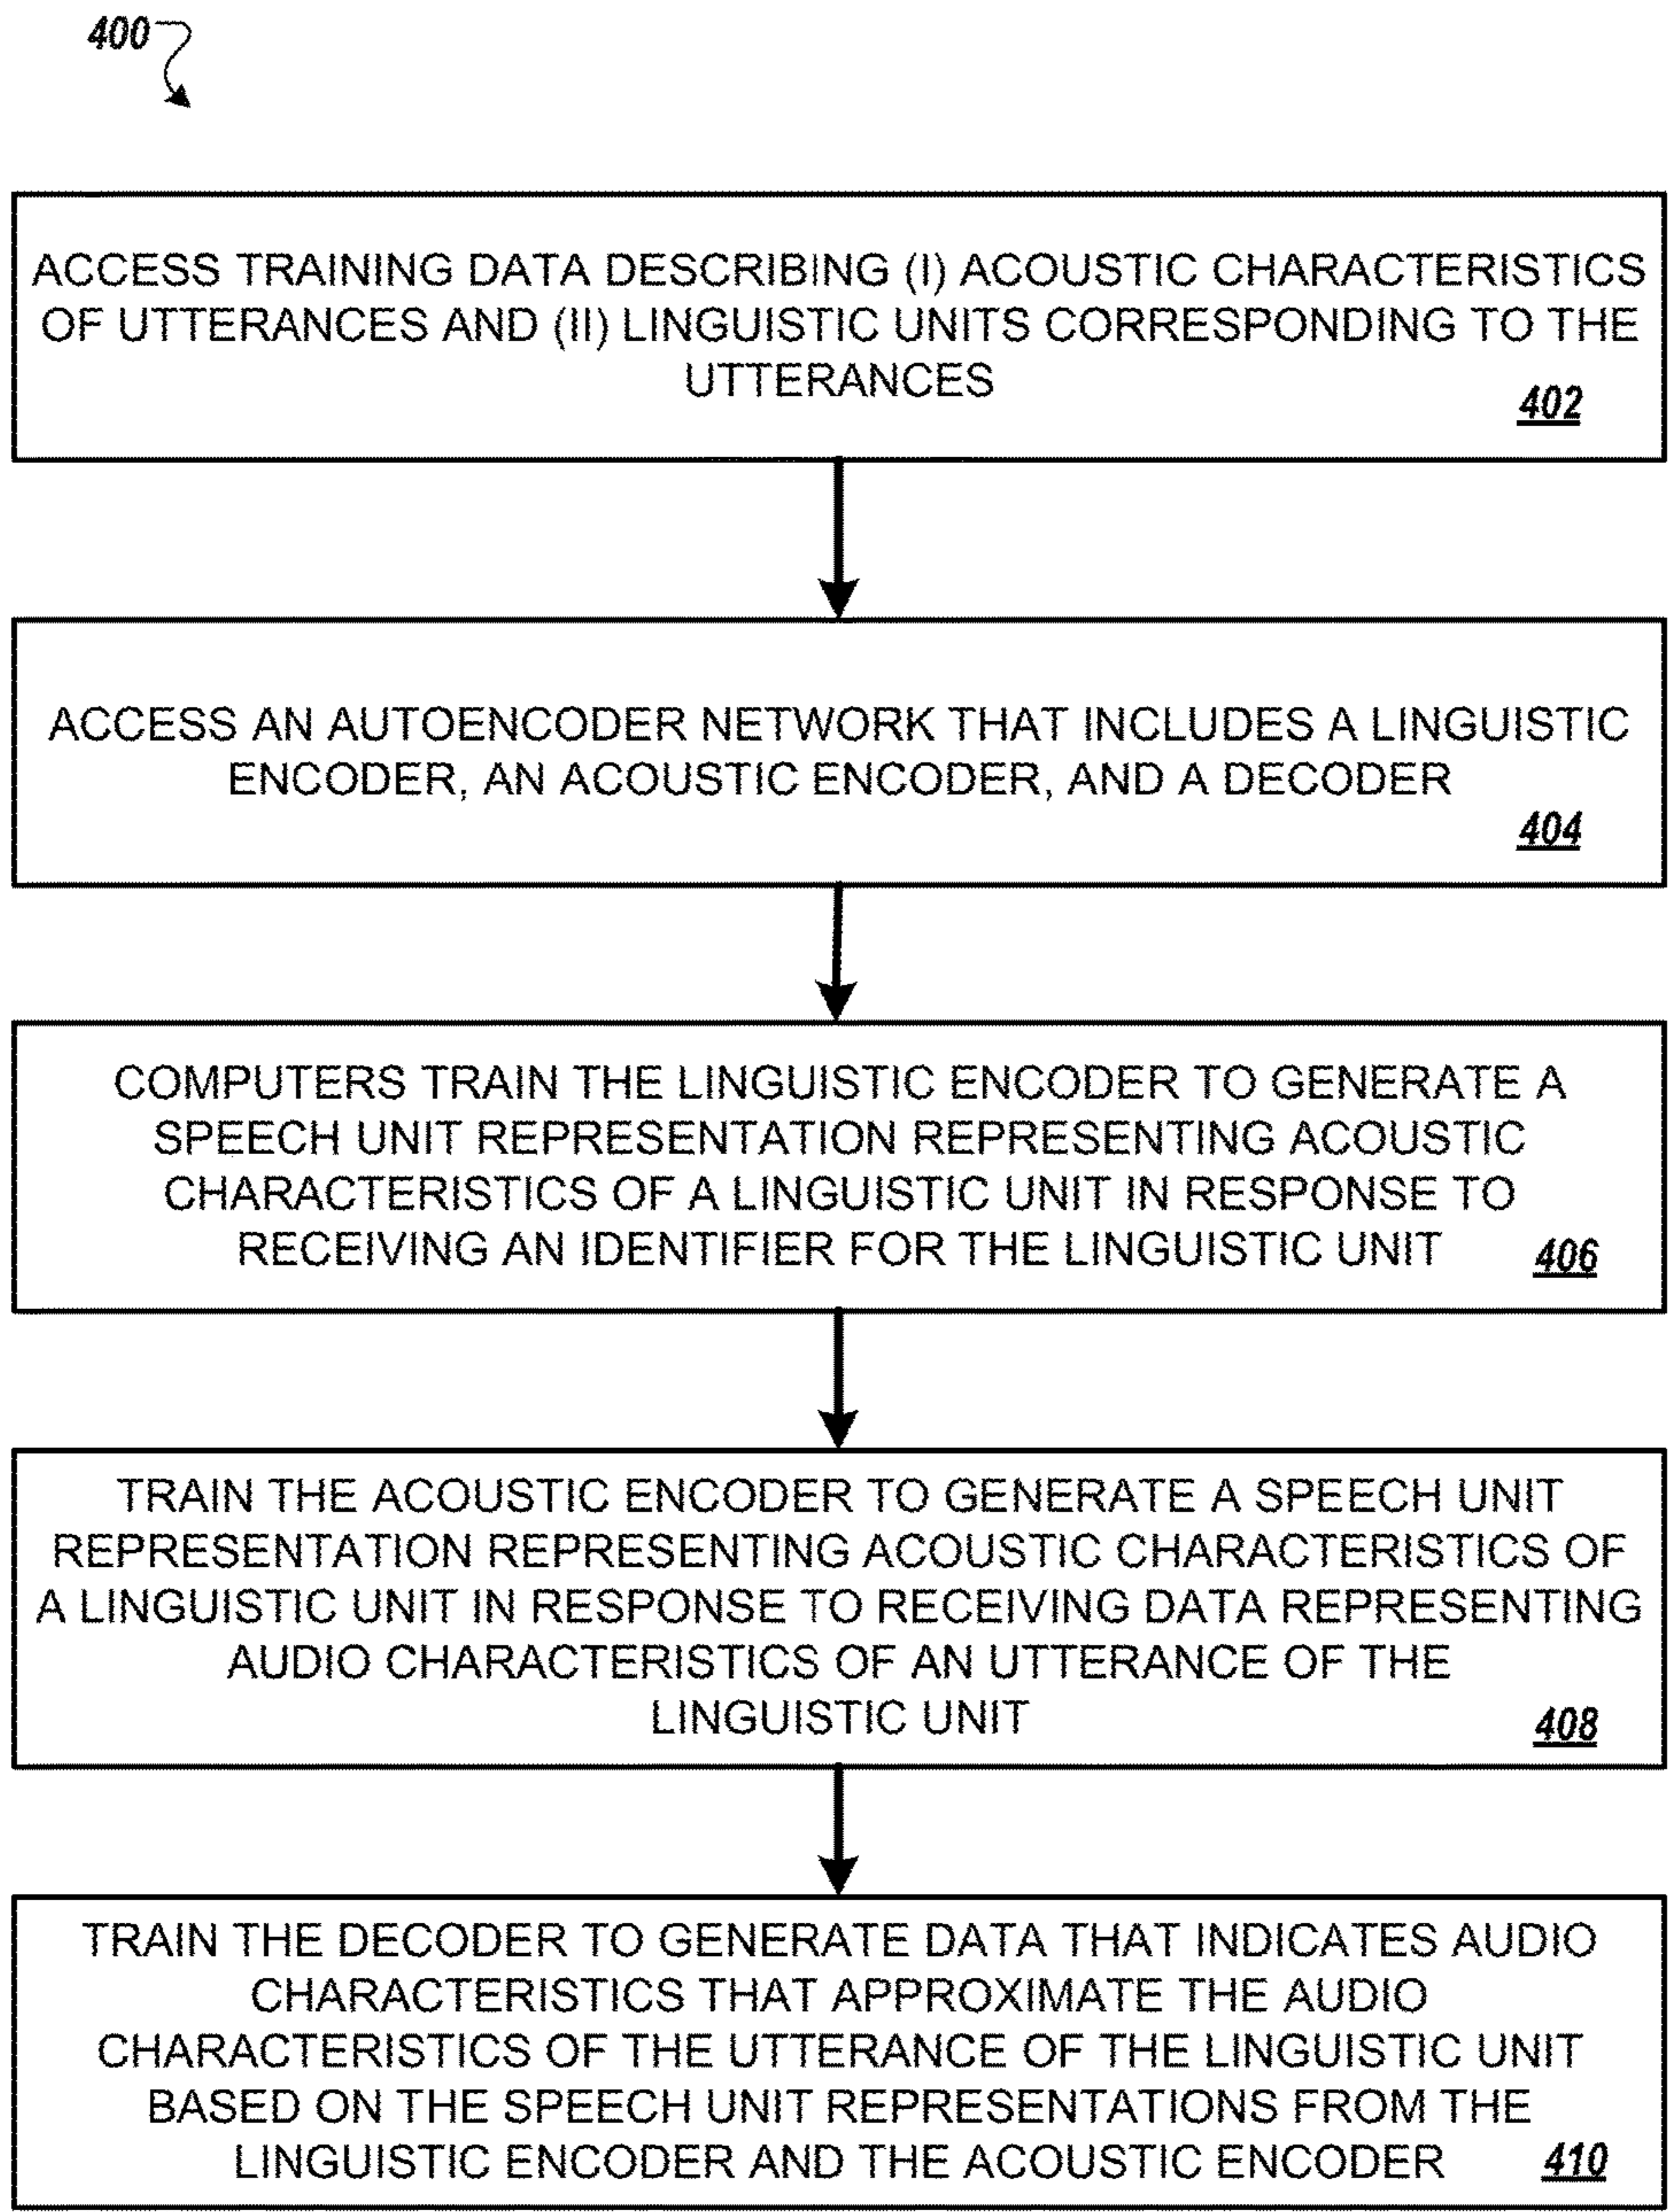 400
ACCESS TRAINING DATA DESCRIBING (I) ACOUSTIC CHARACTERISTICS
OF UTTERANCES AND (II) LINGUISTIC UNITS CORRESPONDING TO THE
UTTERANCES
402
ACCESS AN AUTOENCODER NETWORK THAT INCLUDES A LINGUISTIC
ENCODER, AN ACOUSTIC ENCODER, AND A DECODER
404
COMPUTERS TRAIN THE LINGUISTIC ENCODER TO GENERATE A
SPEECH UNIT REPRESENTATION REPRESENTING ACOUSTIC
CHARACTERISTICS OF A LINGUISTIC UNIT IN RESPONSE TO
RECEIVING AN IDENTIFIER FOR THE LINGUISTIC UNIT
406
TRAIN THE ACOUSTIC ENCODER TO GENERATE A SPEECH UNIT
REPRESENTATION REPRESENTING ACOUSTIC CHARACTERISTICS OF
A LINGUISTIC UNIT IN RESPONSE TO RECEIVING DATA REPRESENTING
AUDIO CHARACTERISTICS OF AN UTTERANCE OF THE
LINGUISTIC UNIT
408
TRAIN THE DECODER TO GENERATE DATA THAT INDICATES AUDIO
CHARACTERISTICS THAT APPROXIMATE THE AUDIO
CHARACTERISTICS OF THE UTTERANCE OF THE LINGUISTIC UNIT
BASED ON THE SPEECH UNIT REPRESENTATIONS FROM THE
LINGUISTIC ENCODER AND THE ACOUSTIC ENCODER
410